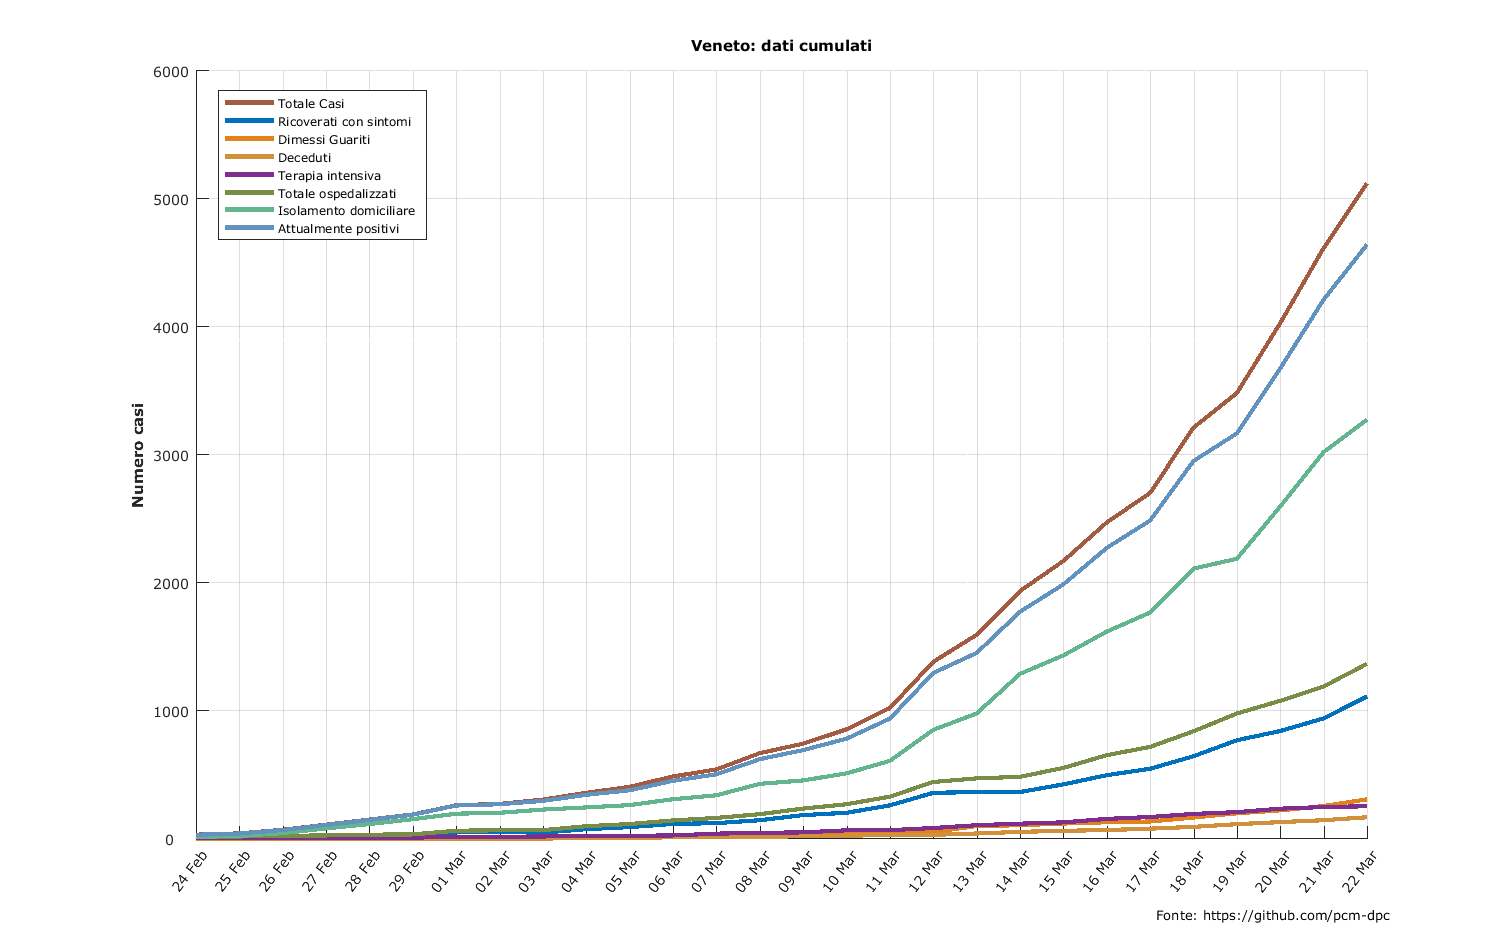 Veneto: dati cumulati
6000
5000
4000
3000
2000
1000
0
Numero casi
Totale Casi
Ricoverati con sintomi
Dimessi Guariti
Deceduti
Terapia intensiva
Totale ospedalizzati
Isolamento domiciliare
Attualmente positivi
24 Feb
25 Feb
26 Feb
27 Feb
28 Feb
29 Feb
01 Mar
02 Mar
03 Mar
04 Mar
05 Mar
06 Mar
07 Mar
08 Mar
09 Mar
10 Mar
11 Mar
12 Mar
13 Mar
14 Mar
15 Mar
16 Mar
17 Mar
18 Mar
19 Mar
20 Mar
21 Mar
22 Mar
Fonte: https://github.com/pcm-dpc